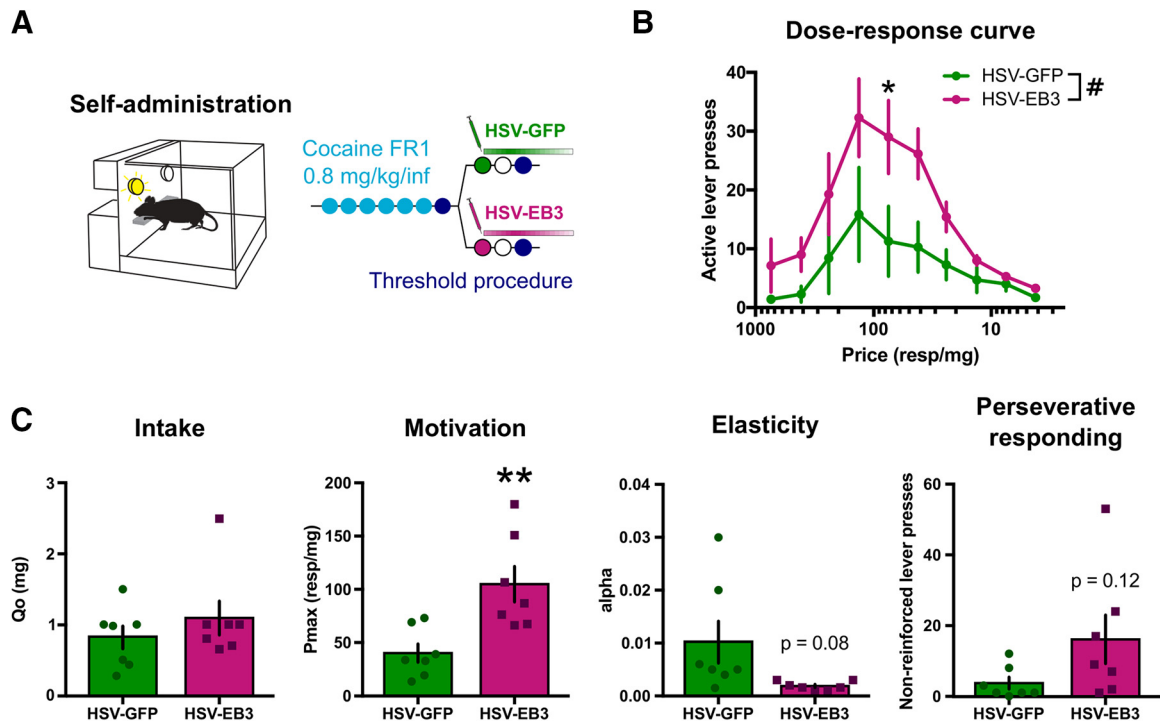 A
Self-administration
Cocaine FR1
0.8 mg/kg/inf
HSV-GFP
HSV-EB3
Threshold procedure
B
Dose-response curve
HSV-GFP
HSV-EB3
#
*
Active lever presses
40
30
20
10
0
1000
100
10
Price (resp/mg)
C
Intake
Qo (mg)
3
2
1
0
HSV-GFP
HSV-EB3
Motivation
**
Pmax (resp/mg)
200
150
100
50
0
HSV-GFP
HSV-EB3
Elasticity
alpha
0.04
0.03
0.02
0.01
0.00
p = 0.08
HSV-GFP
HSV-EB3
Perseverative
responding
Non-reinforced lever presses
60
40
20
0
p = 0.12
HSV-GFP
HSV-EB3